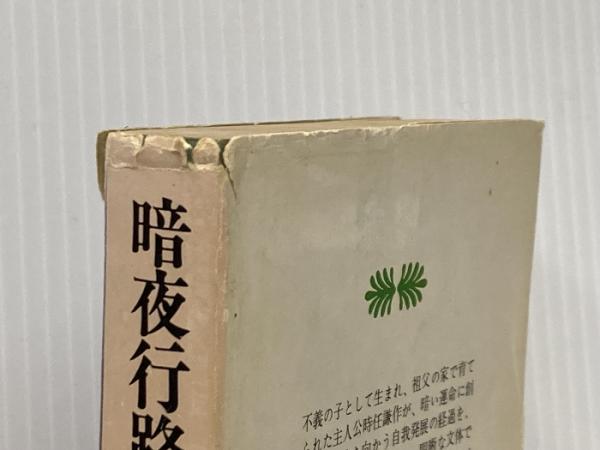 暗夜行路
不義の子として生まれ、祖父の家で育て
られた主人公時任謙作が、暗い運命に創
向かう自我発展の経過を、
な文体で